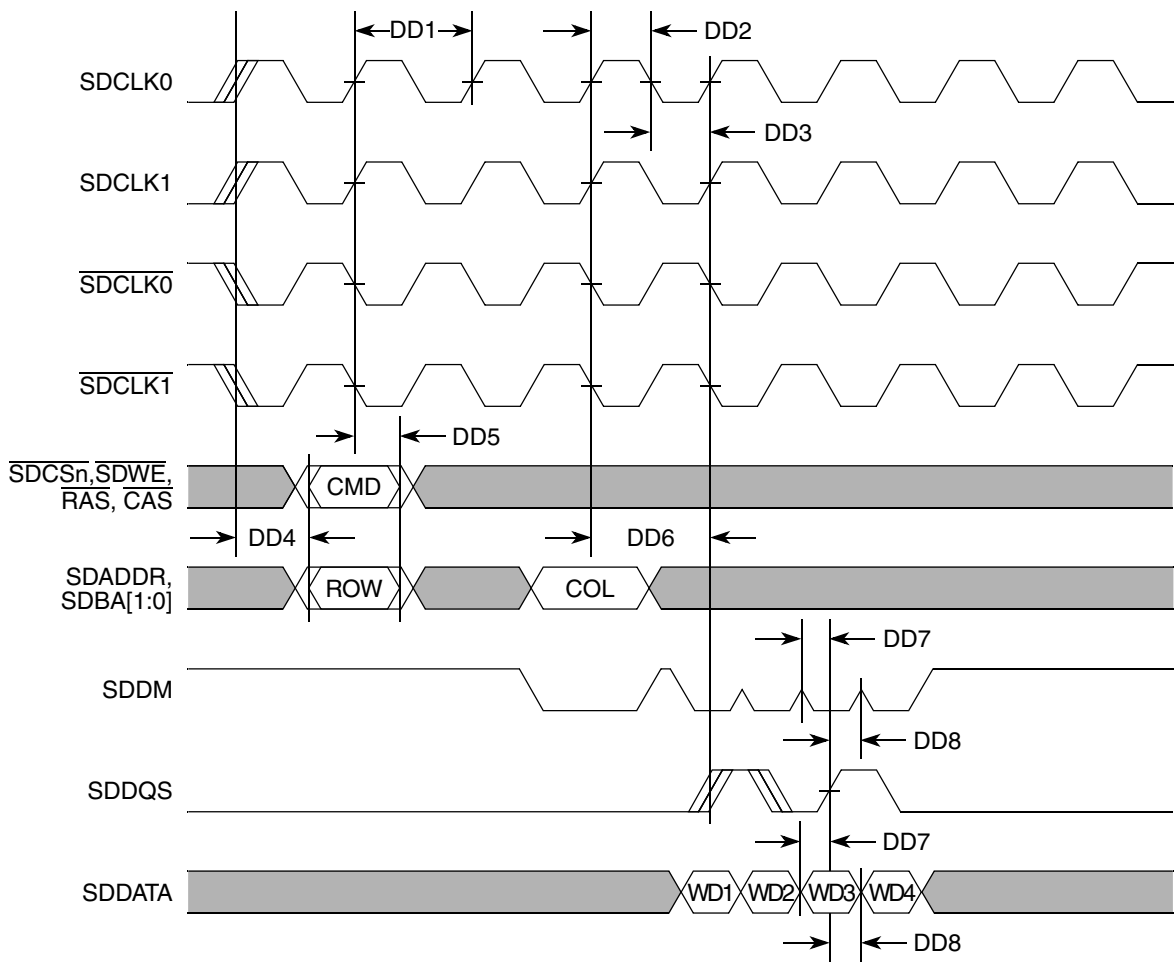 DD1
DD2
SDCLK0
DD3
SDCLK1
SDCLK0
SDCLK1
DD5
SDCSn,SDWE,
RAS, CAS
CMD
DD4
DD6
SDADDR,
SDBA[1:0]
ROW
COL
DD7
SDDM
DD8
SDDQS
DD7
SDDATA
WD1
WD2
WD3
WD4
DD8